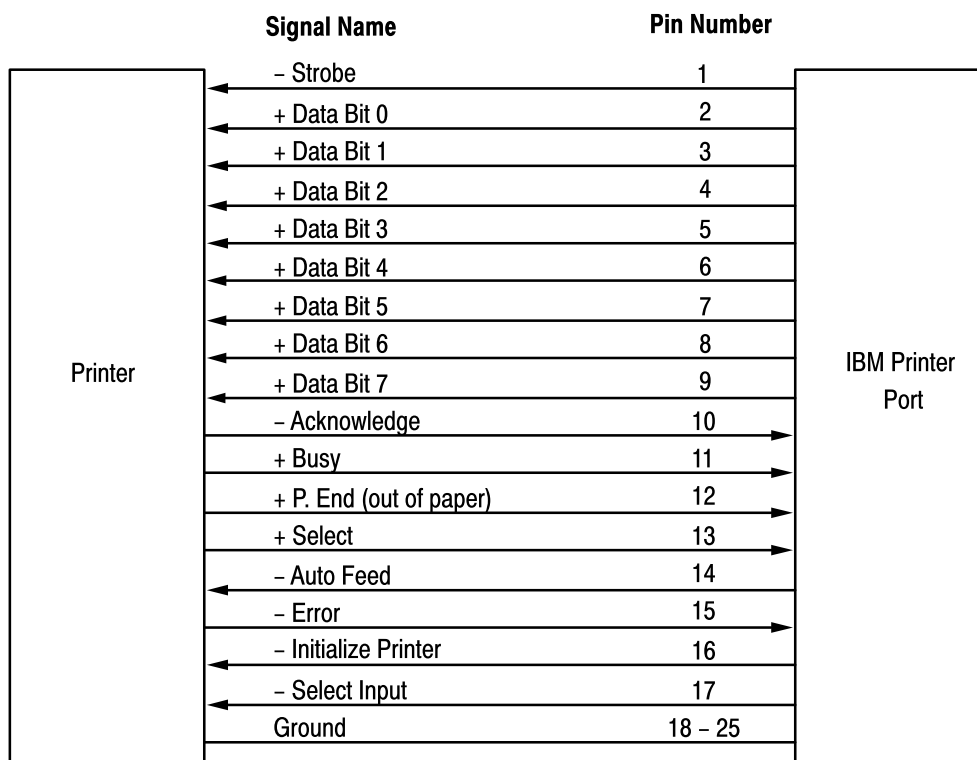 Signal Name Pin Number
– Strobe 1
+ Data Bit 0 2
+ Data Bit 1 3
+ Data Bit 2 4
+ Data Bit 3 5
+ Data Bit 4 6
+ Data Bit 5 7
+ Data Bit 6 8
Printer
IBM Printer
Port
+ Data Bit 7 9
– Acknowledge 10
+ Busy 11
+ P. End (out of paper) 12
+ Select 13
– Auto Feed 14
– Error 15
– Initialize Printer 16
– Select Input 17
Ground 18 – 25